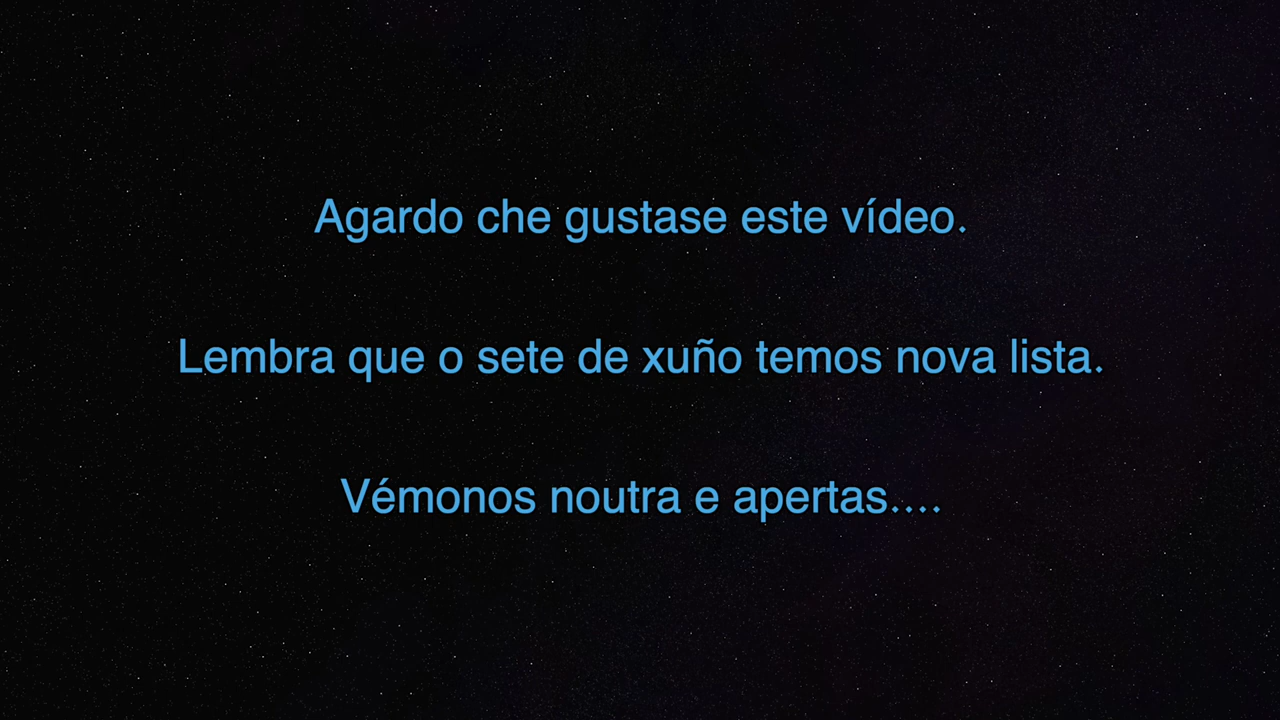 Agardo che gustase este vídeo.
Lembra que o sete de xuño temos nova lista.
Vémonos noutra e apertas....